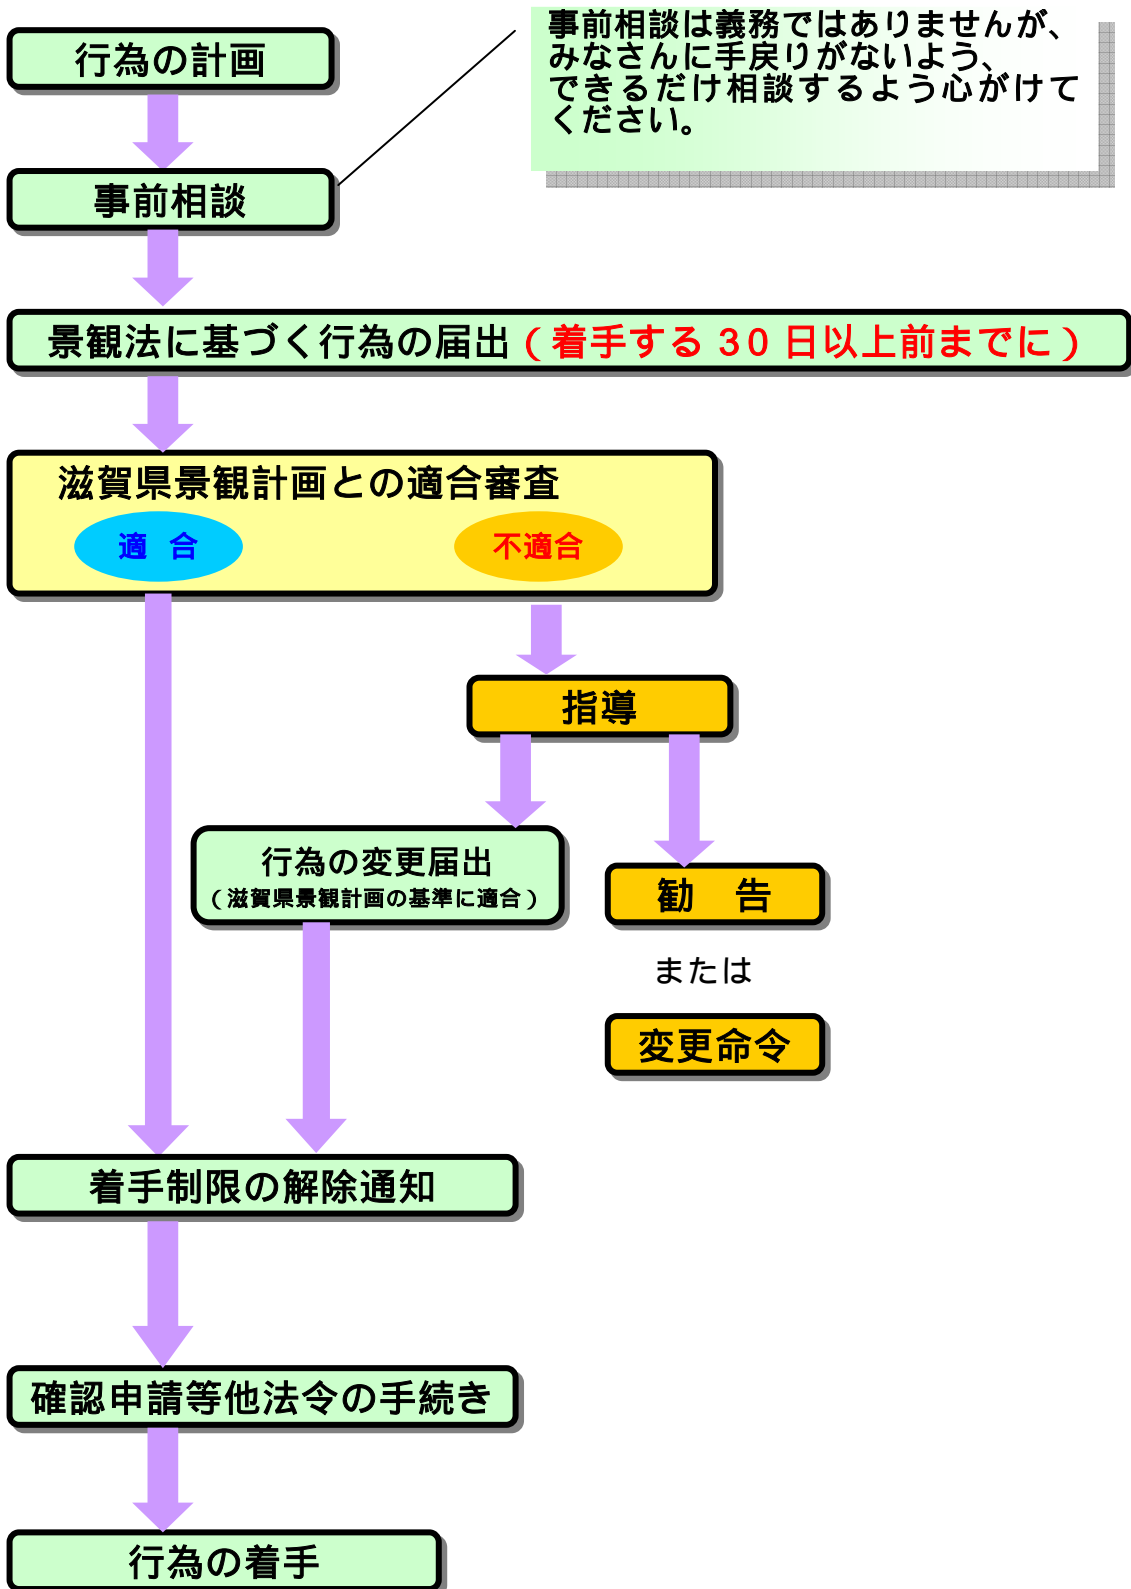 事前相談は義務ではありませんが、
みなさんに手戻りがないよう、
できるだけ相談するよう心がけて
ください。
行為の計画
事前相談
景観法に基づく行為の届出(着手する 30 日以上前までに)
滋賀県景観計画との適合審査
適 合
不適合
指導
行為の変更届出
(滋賀県景観計画の基準に適合)
勧 告
または
変更命令
着手制限の解除通知
確認申請等他法令の手続き
行為の着手